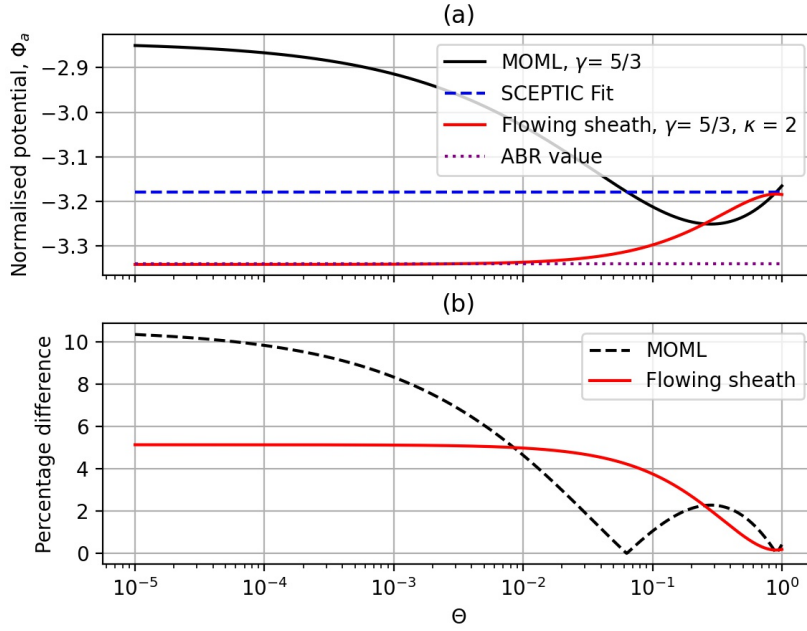 (a)
Normalised potential, Φₐ
−2.9
−3.0
−3.1
−3.2
−3.3
MOML, γ= 5/3
SCEPTIC Fit
Flowing sheath, γ= 5/3, κ = 2
ABR value
(b)
Percentage difference
10
8
6
4
2
0
MOML
Flowing sheath
10⁻⁵
10⁻⁴
10⁻³
10⁻²
10⁻¹
10⁰
Θ